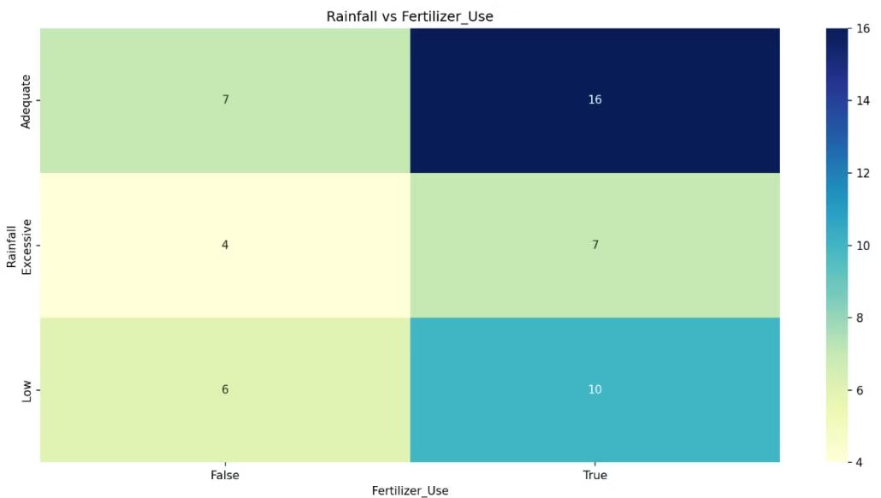 Rainfall vs Fertilizer_Use
Rainfall
Adequate
7
16
Excessive
4
7
Low
6
10
False
True
Fertilizer_Use
16
14
12
10
8
6
4